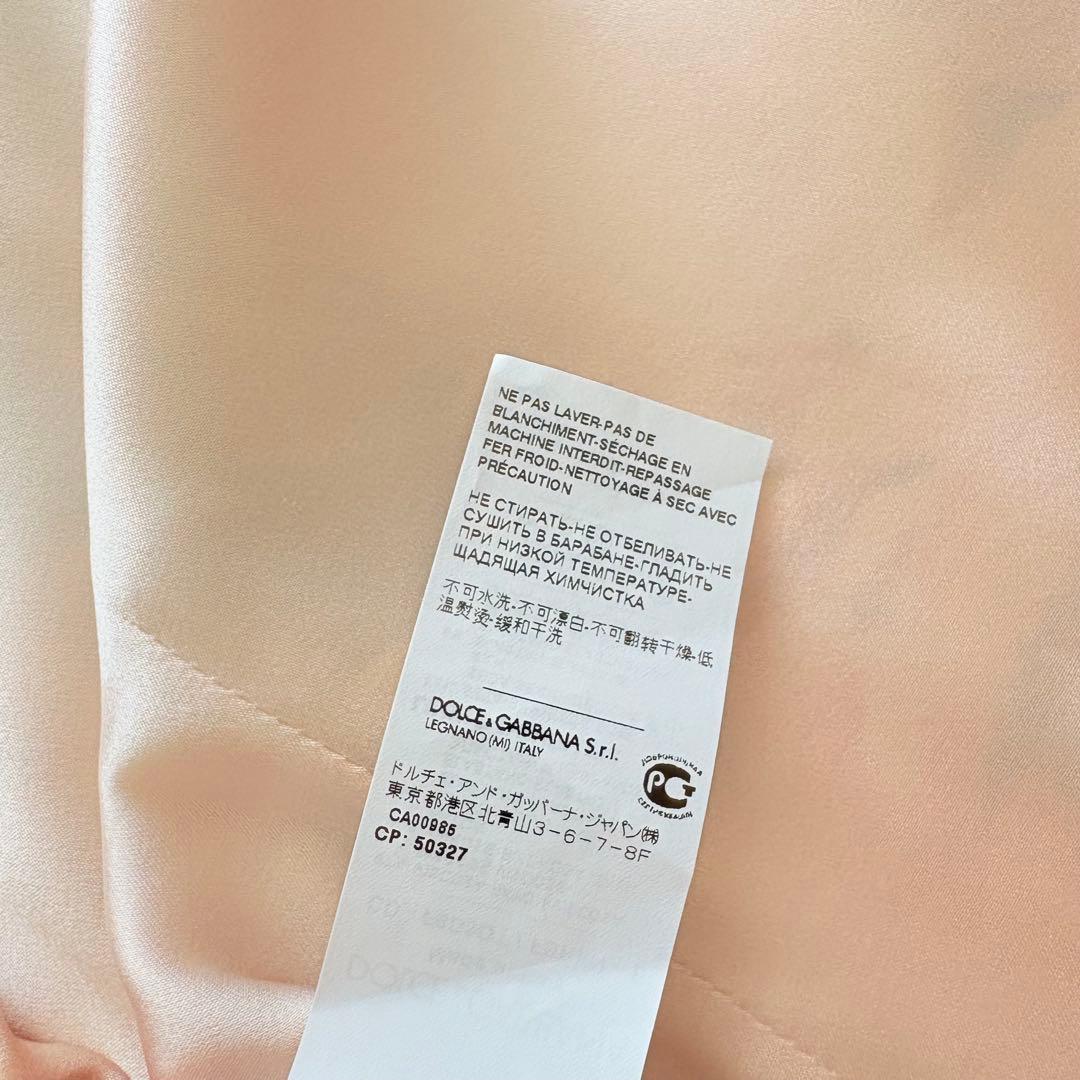 NE PAS LAVER-PAS DE
BLANCHIMENT-SÉCHAGE EN
MACHINE INTERDIT-REPASSAGE
FER FROID-NETTOYAGE À SEC AVEC
PRÉCAUTION
НЕ СТИРАТЬ-НЕ ОТБЕЛИВАТЬ-НЕ
СУШИТЬ В БАРАБАНЕ-ГЛАДИТЬ
ПРИ НИЗКОЙ ТЕМПЕРАТУРЕ-
ЩАДЯЩАЯ ХИМЧИСТКА
不可水洗-不可漂白-不可翻转干燥-低
温熨烫-缓和干洗
DOLCE & GABBANA S.r.l.
LEGNANO (MI) ITALY
ドルチェ・アンド・ガッバーナ・ジャパン㈱
東京都港区北青山3-6-7-8F
CA00985
CP: 50327